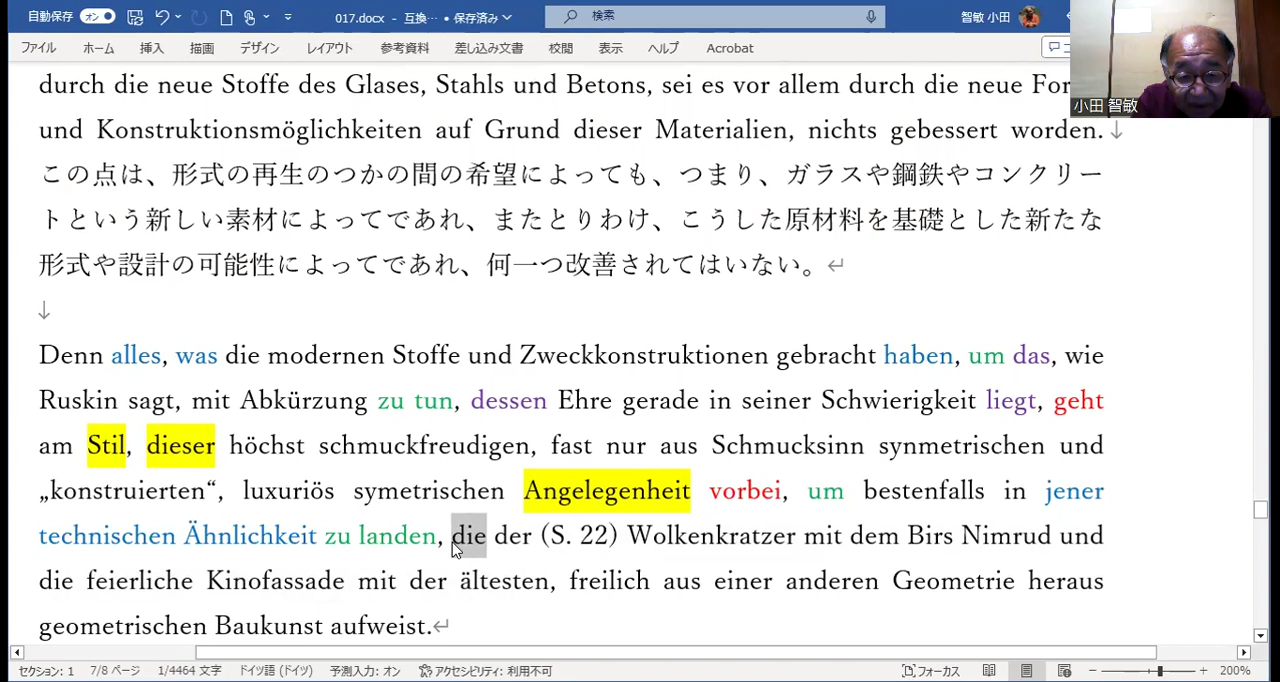 自動保存 オン 017.docx - 互換… • 保存済み 検索 智敏 小田
ファイル ホーム 挿入 描画 デザイン レイアウト 参考資料 差し込み文書 校閲 表示 ヘルプ Acrobat
小田 智敏
durch die neue Stoffe des Glases, Stahls und Betons, sei es vor allem durch die neue For
und Konstruktionsmöglichkeiten auf Grund dieser Materialien, nichts gebessert worden.↓
この点は、形式の再生のつかの間の希望によっても、つまり、ガラスや鋼鉄やコンクリー
トという新しい素材によってであれ、またとりわけ、こうした原材料を基礎とした新たな
形式や設計の可能性によってであれ、何一つ改善されてはいない。↵
↓
Denn alles, was die modernen Stoffe und Zweckkonstruktionen gebracht haben, um das, wie
Ruskin sagt, mit Abkürzung zu tun, dessen Ehre gerade in seiner Schwierigkeit liegt, geht
am Stil, dieser höchst schmuckfreudigen, fast nur aus Schmucksinn synmetrischen und
„konstruierten“, luxuriös symetrischen Angelegenheit vorbei, um bestenfalls in jener
technischen Ähnlichkeit zu landen, die der (S. 22) Wolkenkratzer mit dem Birs Nimrud und
die feierliche Kinofassade mit der ältesten, freilich aus einer anderen Geometrie heraus
geometrischen Baukunst aufweist.↵
セクション: 1 7/8 ページ 1/4464 文字 ドイツ語 (ドイツ) 予測入力: オン アクセシビリティ: 利用不可 フォーカス 200%